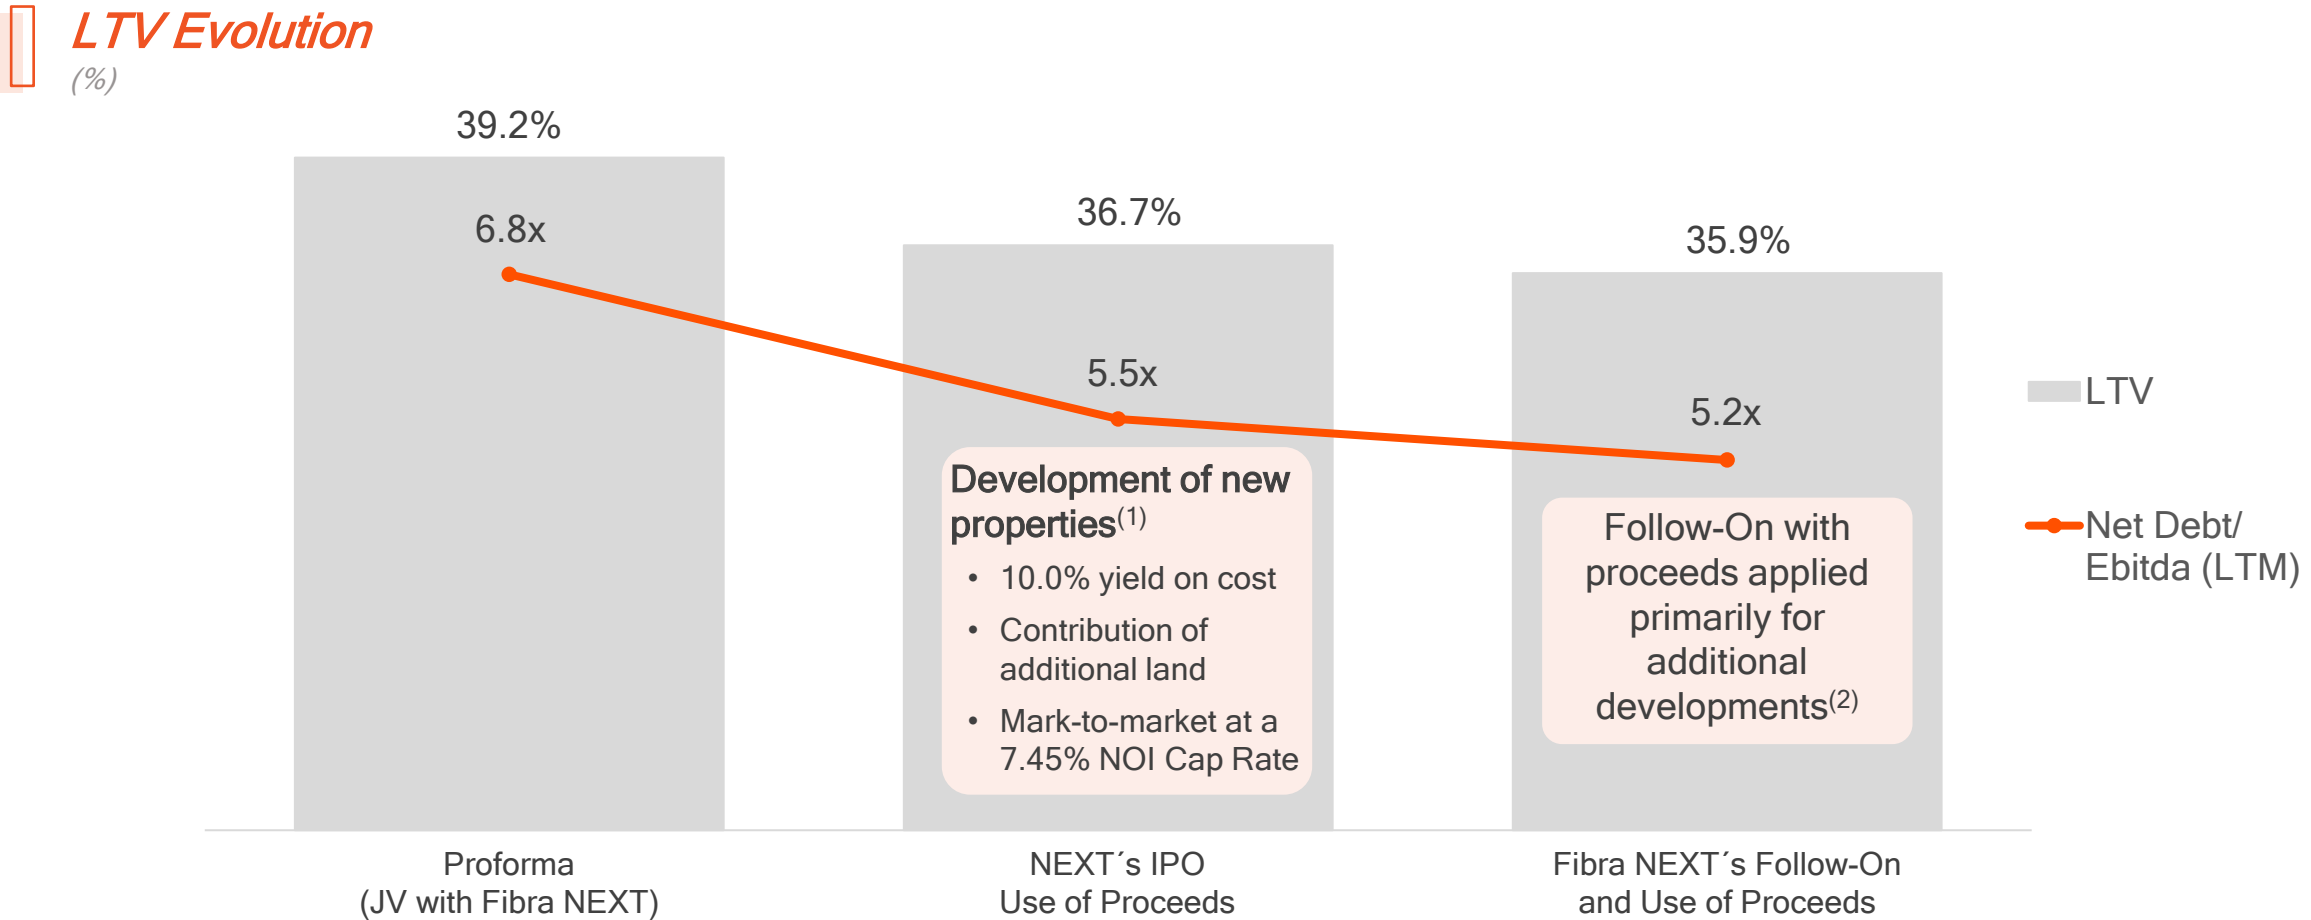 LTV Evolution
(%)
39.2%
6.8x
36.7%
5.5x
35.9%
5.2x
Development of new
properties(1)
• 10.0% yield on cost
• Contribution of
additional land
• Mark-to-market at a
7.45% NOI Cap Rate
Follow-On with
proceeds applied
primarily for
additional
developments(2)
LTV
Net Debt/
Ebitda (LTM)
Proforma
(JV with Fibra NEXT)
NEXT´s IPO
Use of Proceeds
Fibra NEXT´s Follow-On
and Use of Proceeds